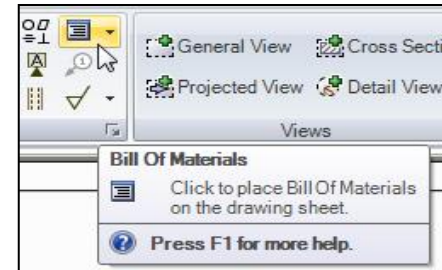 General View Cross Secti
Projected View Detail View
Views
Bill Of Materials
Click to place Bill Of Materials
on the drawing sheet.
Press F1 for more help.